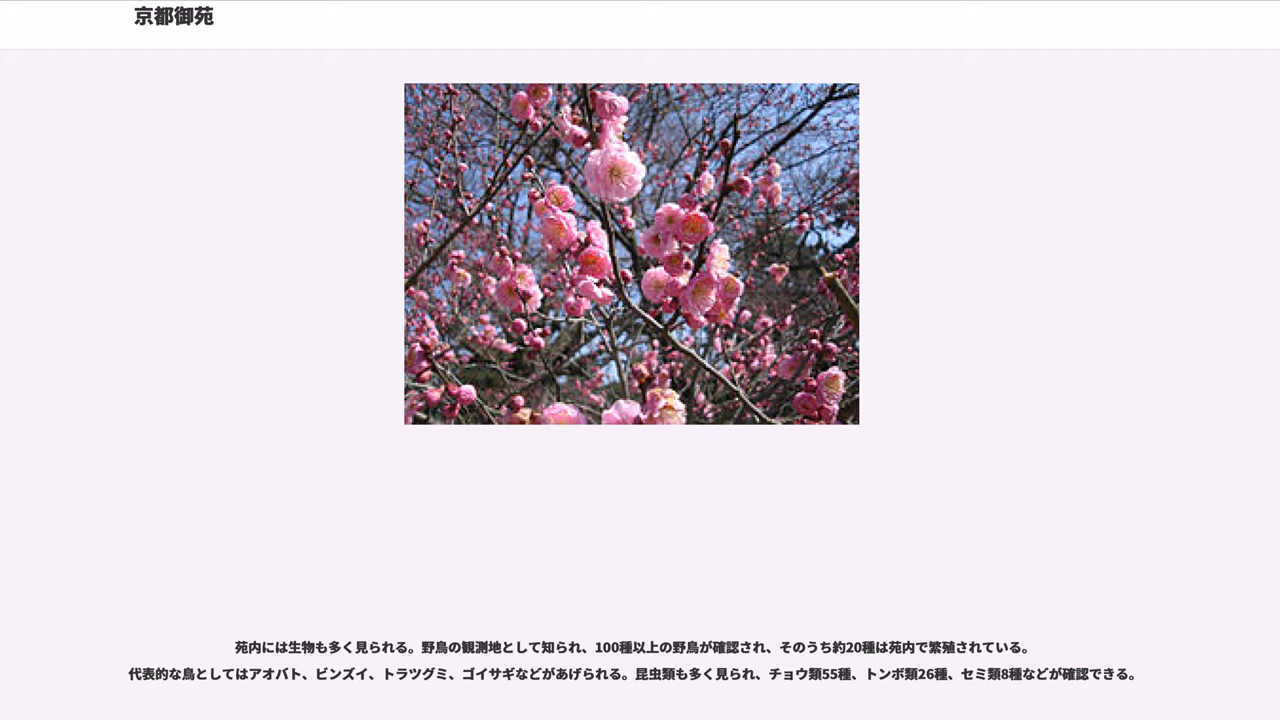 京都御苑
苑内には生物も多く見られる。野鳥の観測地として知られ、100種以上の野鳥が確認され、そのうち約20種は苑内で繁殖されている。
代表的な鳥としてはアオバト、ビンズイ、トラツグミ、ゴイサギなどがあげられる。昆虫類も多く見られ、チョウ類55種、トンボ類26種、セミ類8種などが確認できる。